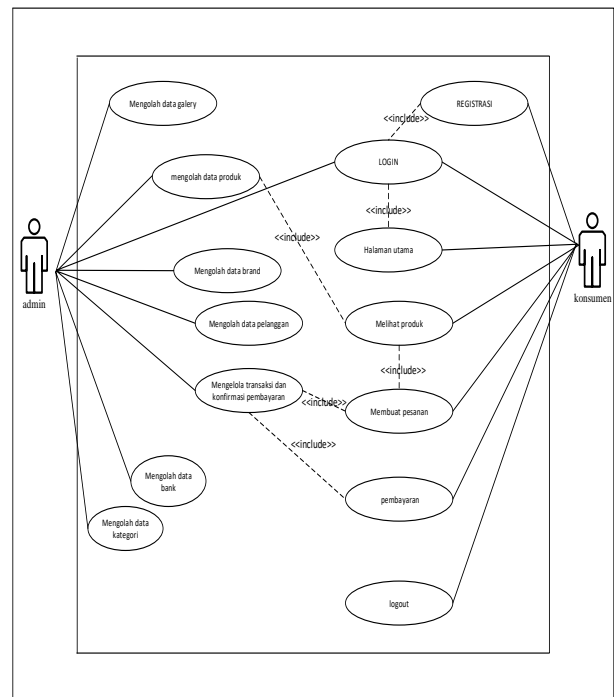 Mengolah data galery
REGISTRASI
<<include>>
LOGIN
mengolah data produk
<<include>>
<<include>>
Halaman utama
admin
konsumen
Mengolah data brand
Mengolah data pelanggan
Melihat produk
<<include>>
Mengelola transaksi dan
konfirmasi pembayaran
<<include>>
Membuat pesanan
<<include>>
Mengolah data
bank
pembayaran
Mengolah data
kategori
logout